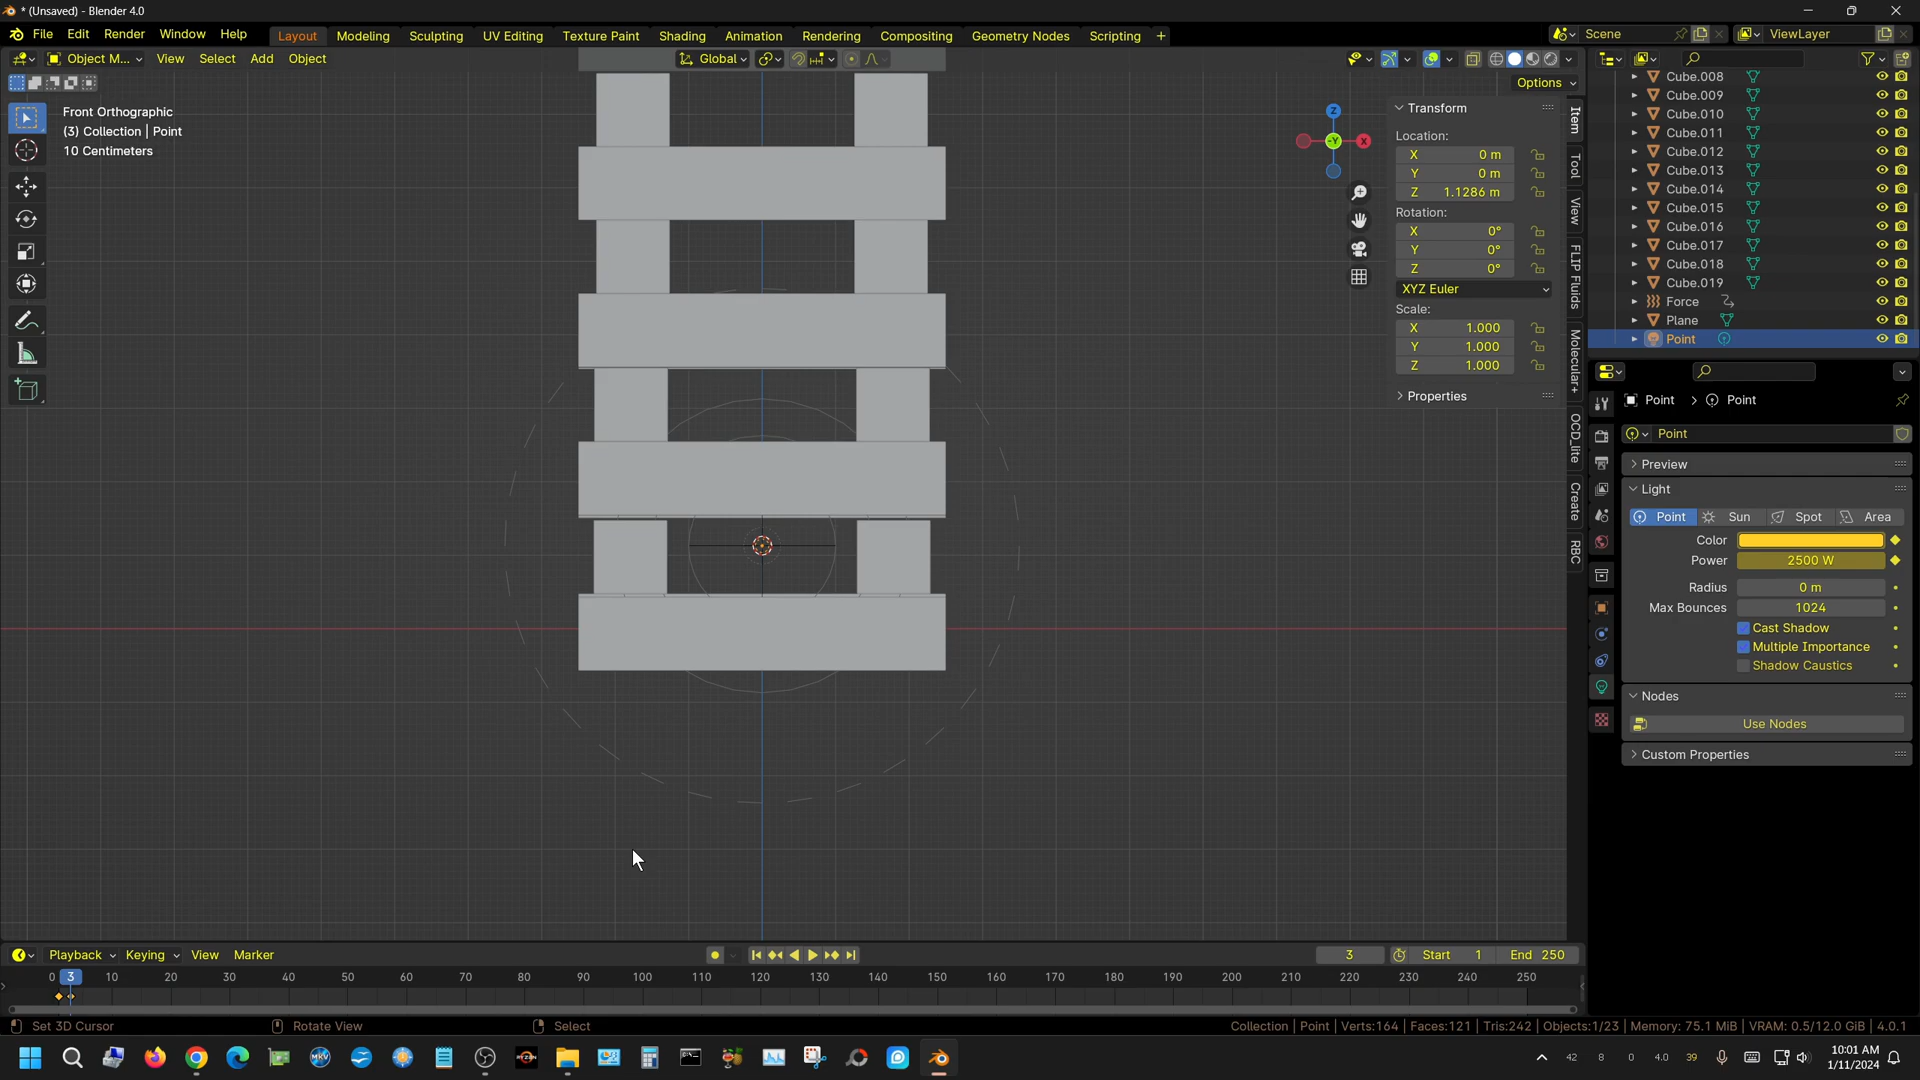 * (Unsaved) - Blender 4.0
File Edit Render Window Help Layout Modeling Sculpting UV Editing Texture Paint Shading Animation Rendering Compositing Geometry Nodes Scripting + Scene ViewLayer
Object M... View Select Add Object Global
Options
Front Orthographic
(3) Collection | Point
10 Centimeters
Z
X
-Y
Transform
Location:
X 0 m
Y 0 m
Z 1.1286 m
Rotation:
X 0°
Y 0°
Z 0°
XYZ Euler
Scale:
X 1.000
Y 1.000
Z 1.000
Properties
Item
Tool
View
FLIP Fluids
Molecular+
OCD_lite
Create
RBC
Cube.008
Cube.009
Cube.010
Cube.011
Cube.012
Cube.013
Cube.014
Cube.015
Cube.016
Cube.017
Cube.018
Cube.019
Force
Plane
Point
Point > Point
Point
Preview
Light
Point Sun Spot Area
Color
Power 2500 W
Radius 0 m
Max Bounces 1024
Cast Shadow
Multiple Importance
Shadow Caustics
Nodes
Use Nodes
Custom Properties
Playback Keying View Marker 3 Start 1 End 250
0 3 10 20 30 40 50 60 70 80 90 100 110 120 130 140 150 160 170 180 190 200 210 220 230 240 250
Set 3D Cursor Rotate View Select Collection | Point | Verts:164 | Faces:121 | Tris:242 | Objects:1/23 | Memory: 75.1 MiB | VRAM: 0.5/12.0 GiB | 4.0.1
MKV RYZEN 42 8 0 4.0 39 10:01 AM
1/11/2024